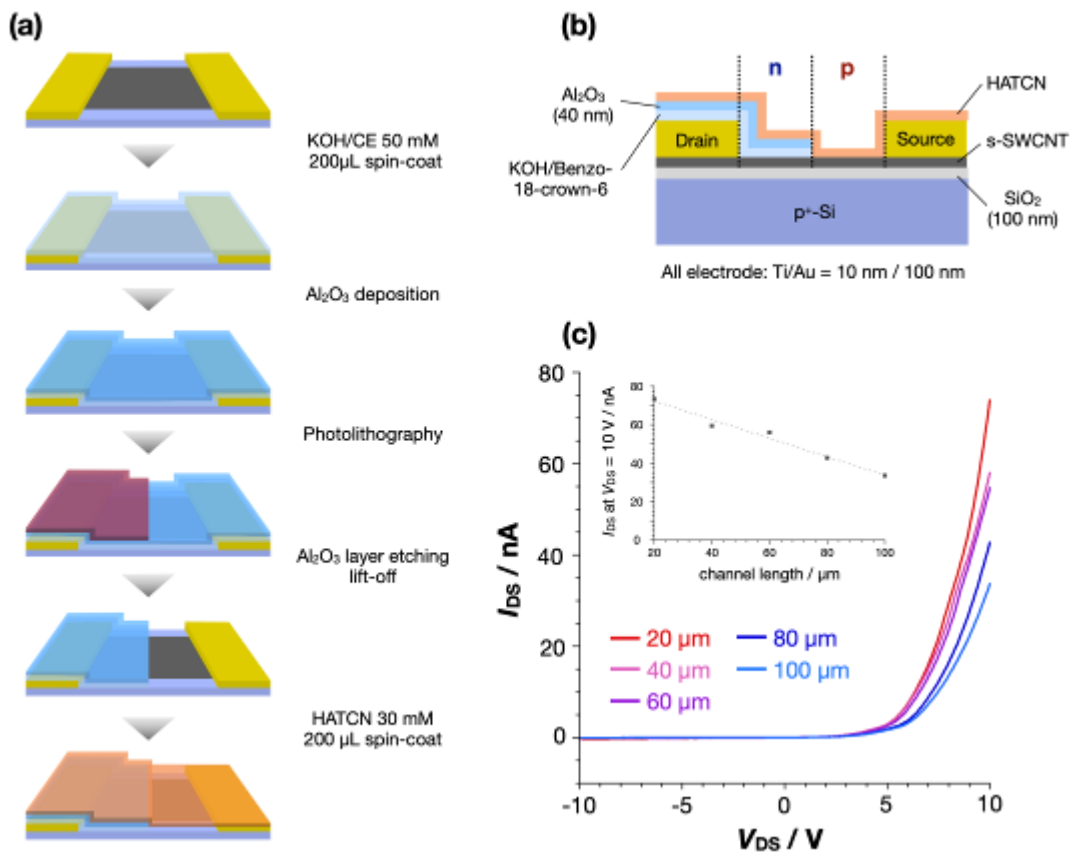 (a)
KOH/CE 50 mM
200μL spin-coat
Al₂O₃ deposition
Photolithography
Al₂O₃ layer etching
lift-off
HATCN 30 mM
200 μL spin-coat
(b)
n
p
Al₂O₃
(40 nm)
HATCN
Drain
Source
s-SWCNT
KOH/Benzo-
18-crown-6
SiO₂
(100 nm)
p⁺-Si
All electrode: Ti/Au = 10 nm / 100 nm
(c)
80
60
40
20
0
I_DS / nA
-10
-5
0
5
10
V_DS / V
80
60
40
20
0
I_DS at V_DS = 10 V / nA
20
40
60
80
100
channel length / μm
20 μm
80 μm
40 μm
100 μm
60 μm